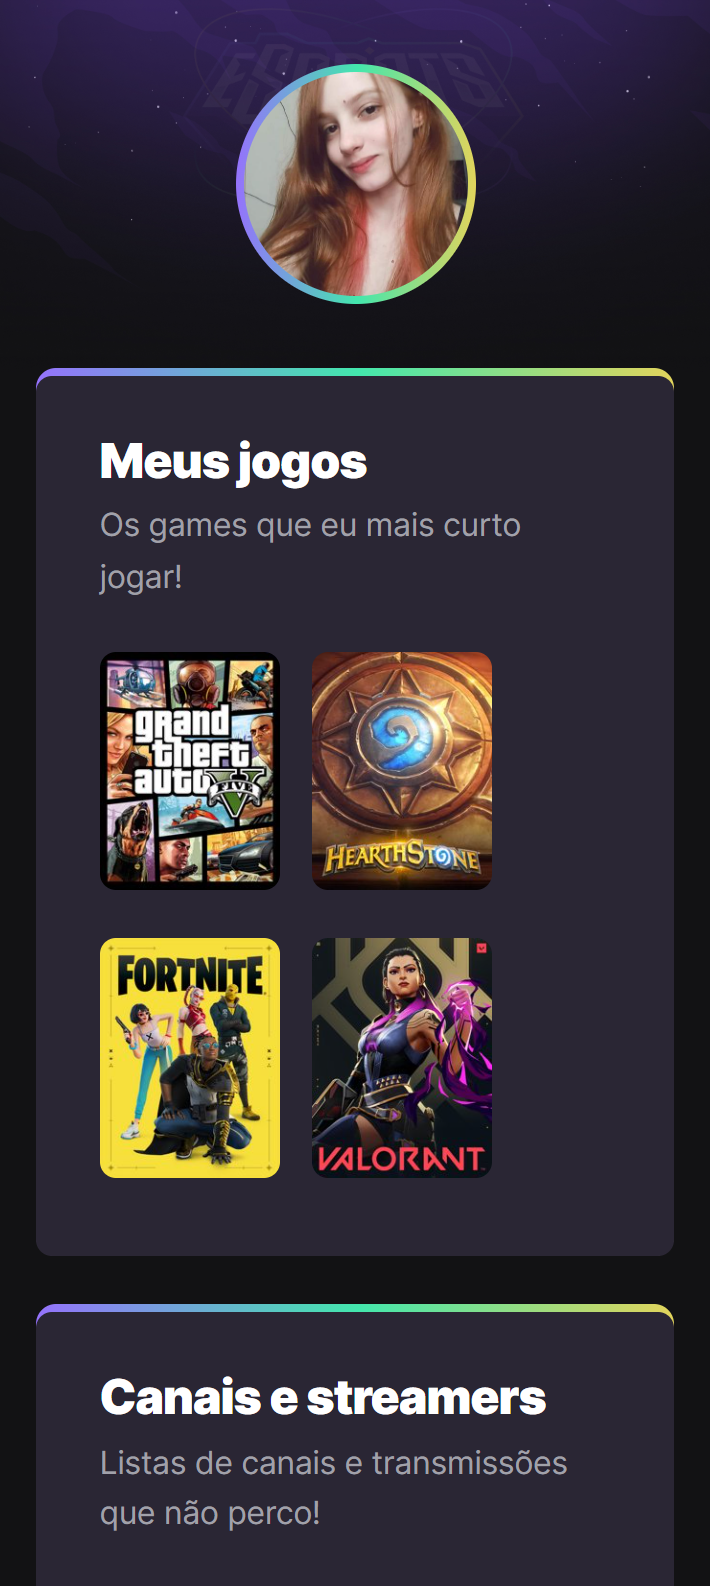 ESPORTS
Meus jogos
Os games que eu mais curto
jogar!
grand
theft
auto
FIVE
HEARTHSTONE
FORTNITE
VALORANT
Canais e streamers
Listas de canais e transmissões
que não perco!